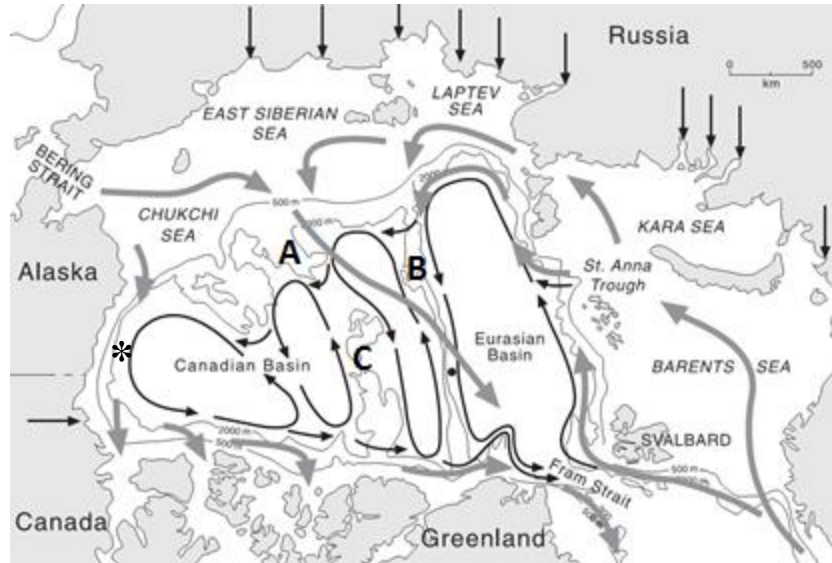 Russia
0 500
km
LAPTEV
SEA
EAST SIBERIAN
SEA
BERING
STRAIT
2000
500 m
CHUKCHI
SEA
2000 m
KARA SEA
A
B
Alaska
St. Anna
Trough
*
Canadian Basin
C
Eurasian
Basin
BARENTS SEA
2000 m
500 m
SVALBARD
500 m
Fram Strait
Canada
Greenland